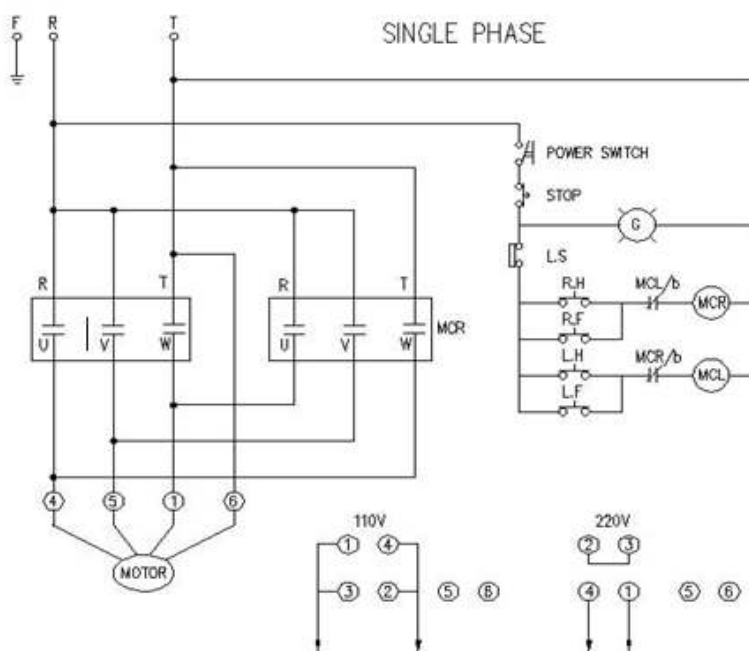 F R T
SINGLE PHASE
POWER SWITCH
STOP
G
L.S
R T R T
R.H MCL/b MCR
U V W U V W MCR
R.F
L.H MCR/b MCL
L.F
4 5 1 6
MOTOR
110V 220V
1 4 2 3
3 2 5 6 4 1 5 6